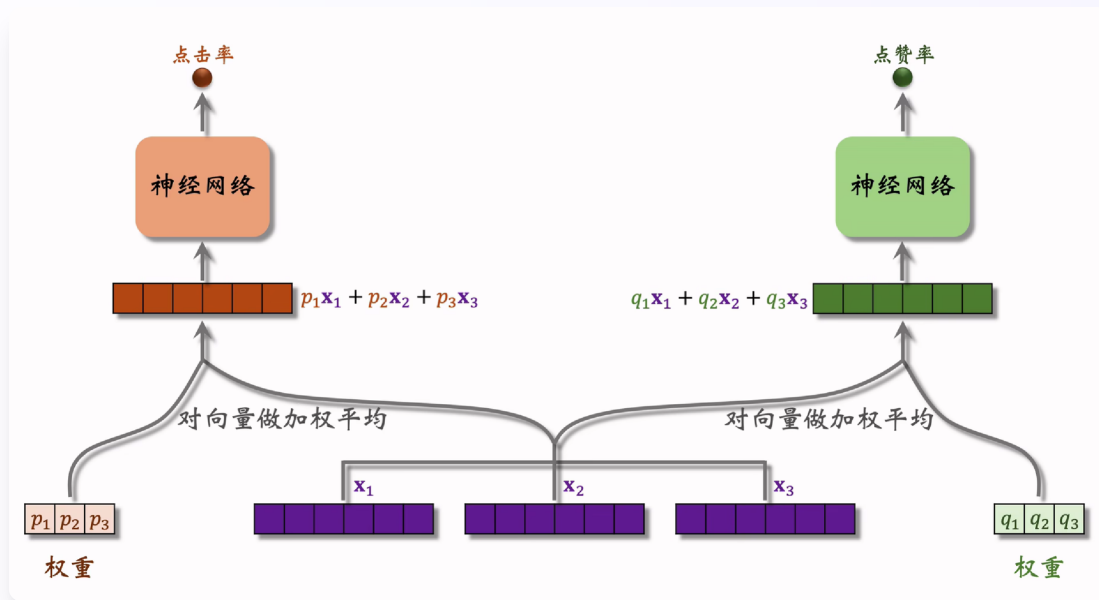 点击率
点赞率
神经网络
神经网络
p₁x₁ + p₂x₂ + p₃x₃
q₁x₁ + q₂x₂ + q₃x₃
对向量做加权平均
对向量做加权平均
x₁
x₂
x₃
p₁ p₂ p₃
q₁ q₂ q₃
权重
权重